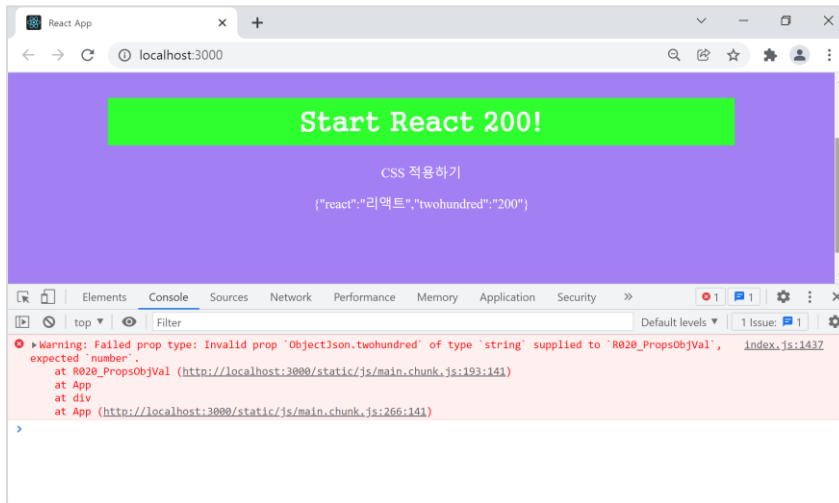 React App
localhost:3000
Start React 200!
CSS 적용하기
{"react":"리액트","twohundred":"200"}
Elements Console Sources Network Performance Memory Application Security » 1 1
top ▼ Filter Default levels ▼ 1 Issue: 1
Warning: Failed prop type: Invalid prop `ObjectJson.twohundred` of type `string` supplied to `R020_PropsObjVal`, index.js:1437
expected `number`.
at R020_PropsObjVal (http://localhost:3000/static/js/main.chunk.js:193:141)
at App
at div
at App (http://localhost:3000/static/js/main.chunk.js:266:141)